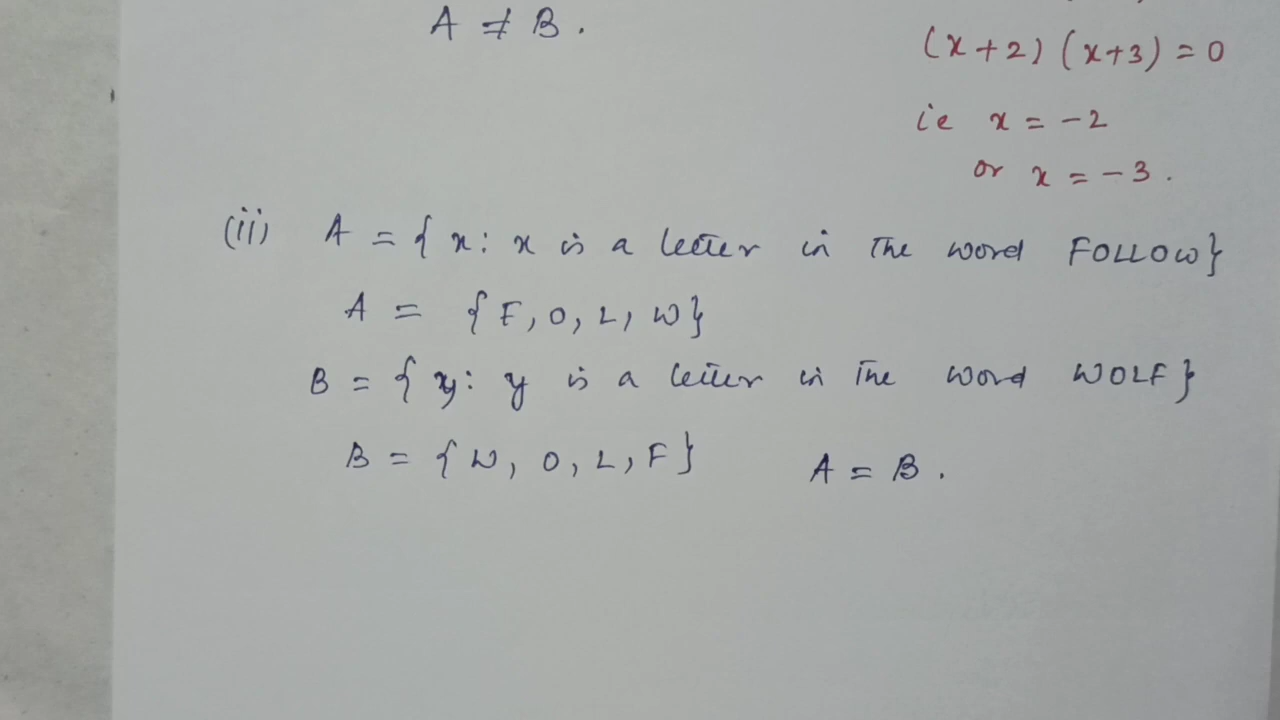 A ≠ B.
(x+2) (x+3) = 0
ie x = -2
or x = -3.
(ii) A = { x: x is a letter in the word FOLLOW}
A = {F, O, L, W}
B = { y: y is a letter in the word WOLF}
B = {W, O, L, F} A = B.